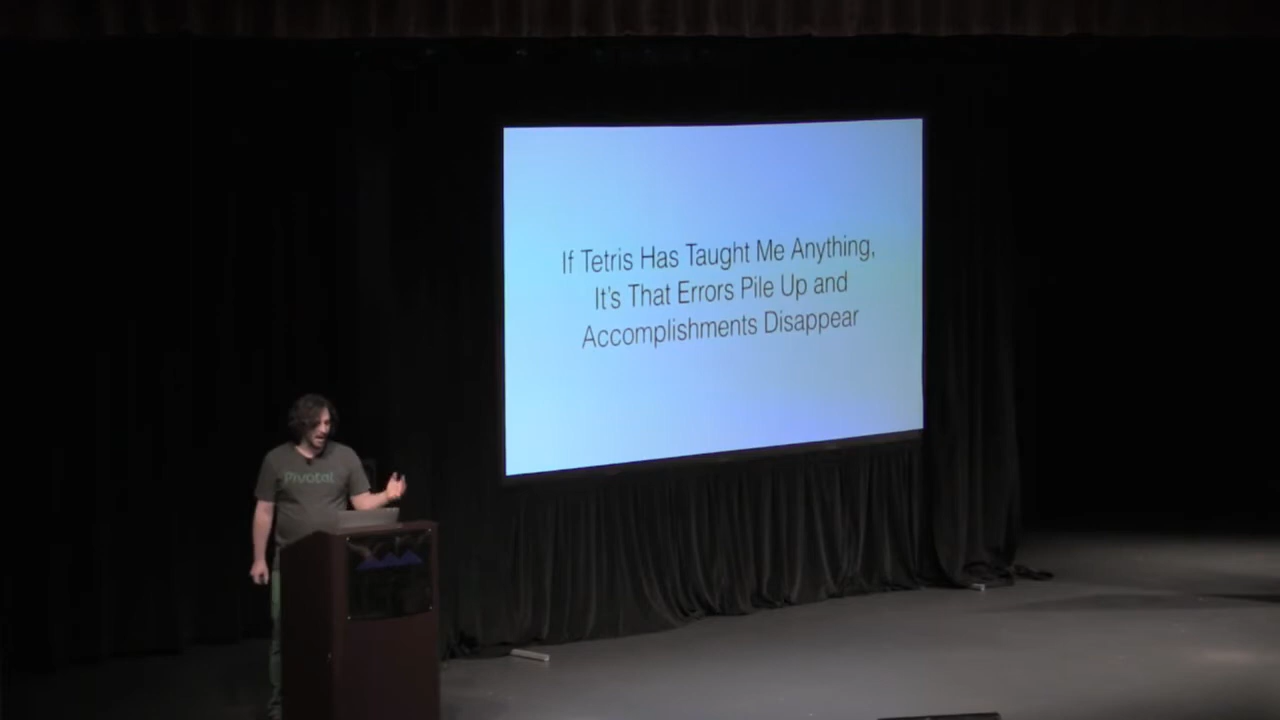 If Tetris Has Taught Me Anything,
It's That Errors Pile Up and
Accomplishments Disappear
Pivotal